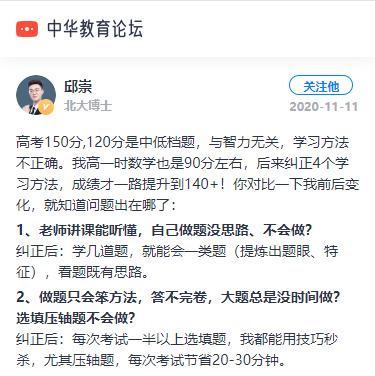 中华教育论坛
邱崇
关注他
北大博士
2020-11-11
高考150分,120分是中低档题，与智力无关，学习方法
不正确。我高一时数学也是90分左右，后来纠正4个学
习方法，成绩才一路提升到140+！你对比一下我前后变
化，就知道问题出在哪了：
1、老师讲课能听懂，自己做题没思路、不会做?
纠正后：学几道题，就能会一类题（提炼出题眼、特
征），看题既有思路。
2、做题只会笨方法，答不完卷，大题总是没时间做?
选填压轴题不会做?
纠正后：每次考试一半以上选填题，我都能用技巧秒
杀，尤其压轴题，每次考试节省20-30分钟。